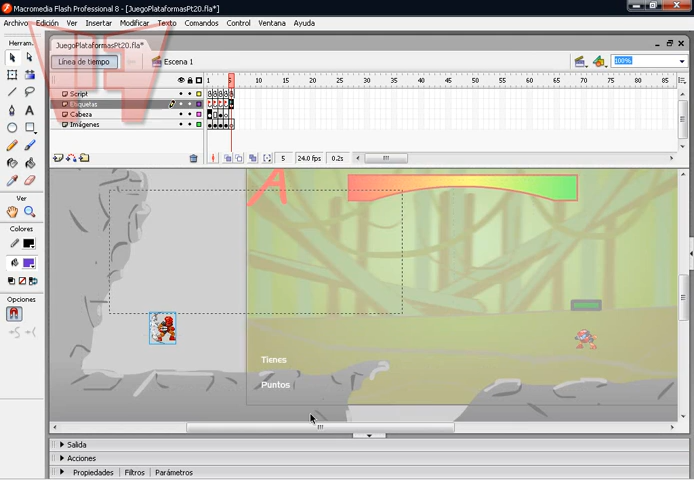 Macromedia Flash Professional 8 - [JuegoPlataformasPt20.fla*]
Archivo Edición Ver Insertar Modificar Texto Comandos Control Ventana Ayuda
Herram.
JuegoPlataformasPt20.fla*
Línea de tiempo
Escena 1
100%
1 5 10 15 20 25 30 35 40 45 50 55 60 65 70 75 80 85
Script
Etiquetas
Cabeza
Imágenes
5 24.0 fps 0.2s
Ver
Colores
Opciones
A
Tienes
Puntos
Salida
Acciones
Propiedades Filtros Parámetros